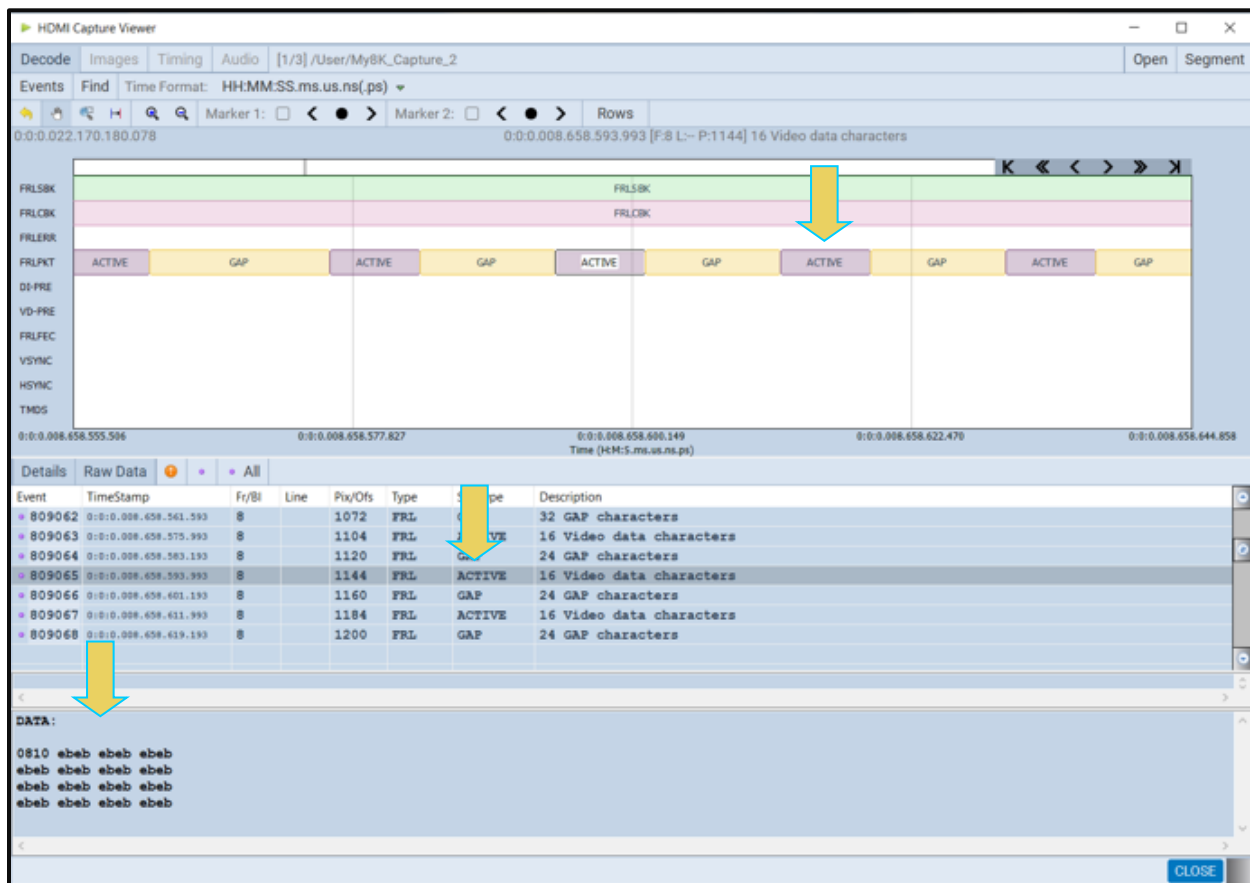 HDMI Capture Viewer
Decode Images Timing Audio [1/3] /User/My8K_Capture_2 Open Segment
Events Find Time Format: HH:MM:SS.ms.us.ns(.ps)
Marker 1: Marker 2: Rows
0:0:0.022.170.180.078 0:0:0.008.658.593.993 [F:8 L:-- P:1144] 16 Video data characters
FRLSBK FRLSBK
FRLCBK FRLCBK
FRLERR
FRLPKT ACTIVE GAP ACTIVE GAP ACTIVE GAP ACTIVE GAP ACTIVE GAP
DI-PRE
VD-PRE
FRLFEC
VSYNC
HSYNC
TMDS
0:0:0.008.658.555.506 0:0:0.008.658.577.827 0:0:0.008.658.600.149 0:0:0.008.658.622.470 0:0:0.008.658.644.858
Time (H:M:S.ms.us.ns.ps)
Details Raw Data All
Event TimeStamp Fr/Bl Line Pix/Ofs Type Description
809062 0:0:0.008.658.561.593 8 1072 FRL 32 GAP characters
809063 0:0:0.008.658.575.993 8 1104 FRL 16 Video data characters
809064 0:0:0.008.658.583.193 8 1120 FRL 24 GAP characters
809065 0:0:0.008.658.593.993 8 1144 FRL ACTIVE 16 Video data characters
809066 0:0:0.008.658.601.193 8 1160 FRL GAP 24 GAP characters
809067 0:0:0.008.658.611.993 8 1184 FRL ACTIVE 16 Video data characters
809068 0:0:0.008.658.619.193 8 1200 FRL GAP 24 GAP characters
DATA:
0810 ebeb ebeb ebeb
ebeb ebeb ebeb ebeb
ebeb ebeb ebeb ebeb
ebeb ebeb ebeb ebeb
CLOSE